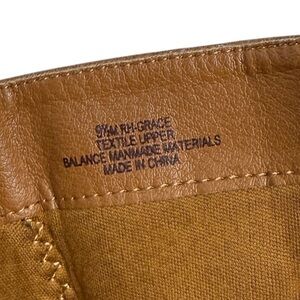 9½M RH-GRACE
TEXTILE UPPER
BALANCE MANMADE MATERIALS
MADE IN CHINA